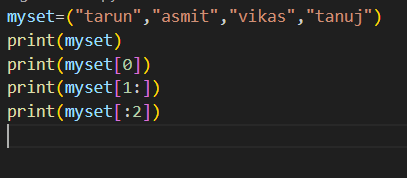 myset=("tarun","asmit","vikas","tanuj")
print(myset)
print(myset[0])
print(myset[1:])
print(myset[:2])